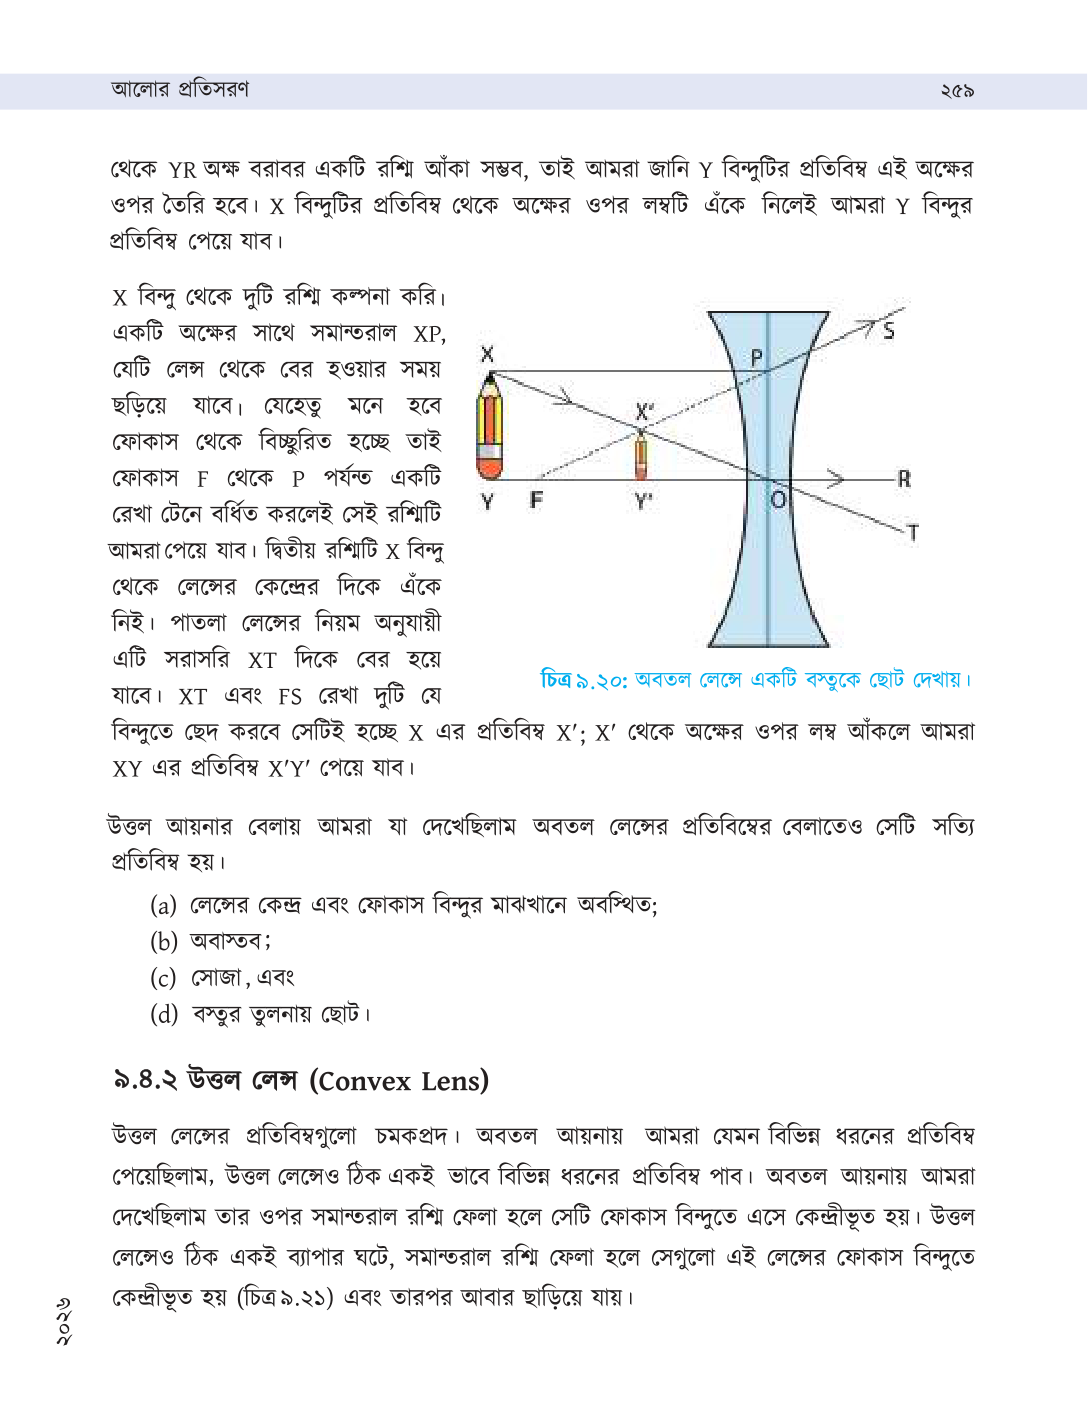 আলোর প্রতিসরণ ২৫৯
থেকে YR অক্ষ বরাবর একটি রশ্মি আঁকা সম্ভব, তাই আমরা জানি Y বিন্দুটির প্রতিবিম্ব এই অক্ষের
ওপর তৈরি হবে। X বিন্দুটির প্রতিবিম্ব থেকে অক্ষের ওপর লম্বটি এঁকে নিলেই আমরা Y বিন্দুর
প্রতিবিম্ব পেয়ে যাব।
X বিন্দু থেকে দুটি রশ্মি কল্পনা করি।
একটি অক্ষের সাথে সমান্তরাল XP,
যেটি লেন্স থেকে বের হওয়ার সময়
ছড়িয়ে যাবে। যেহেতু মনে হবে
ফোকাস থেকে বিচ্ছুরিত হচ্ছে তাই
ফোকাস F থেকে P পর্যন্ত একটি
রেখা টেনে বর্ধিত করলেই সেই রশ্মিটি
আমরা পেয়ে যাব। দ্বিতীয় রশ্মিটি X বিন্দু
থেকে লেন্সের কেন্দ্রের দিকে এঁকে
নিই। পাতলা লেন্সের নিয়ম অনুযায়ী
এটি সরাসরি XT দিকে বের হয়ে
যাবে। XT এবং FS রেখা দুটি যে
বিন্দুতে ছেদ করবে সেটিই হচ্ছে X এর প্রতিবিম্ব X′; X′ থেকে অক্ষের ওপর লম্ব আঁকলে আমরা
XY এর প্রতিবিম্ব X′Y′ পেয়ে যাব।
X
P
S
X'
R
Y
F
Y'
O
T
চিত্র ৯.২০: অবতল লেন্সে একটি বস্তুকে ছোট দেখায়।
উত্তল আয়নার বেলায় আমরা যা দেখেছিলাম অবতল লেন্সের প্রতিবিম্বের বেলাতেও সেটি সত্যি
প্রতিবিম্ব হয়।
(a) লেন্সের কেন্দ্র এবং ফোকাস বিন্দুর মাঝখানে অবস্থিত;
(b) অবাস্তব;
(c) সোজা, এবং
(d) বস্তুর তুলনায় ছোট।
৯.৪.২ উত্তল লেন্স (Convex Lens)
উত্তল লেন্সের প্রতিবিম্বগুলো চমকপ্রদ। অবতল আয়নায় আমরা যেমন বিভিন্ন ধরনের প্রতিবিম্ব
পেয়েছিলাম, উত্তল লেন্সেও ঠিক একই ভাবে বিভিন্ন ধরনের প্রতিবিম্ব পাব। অবতল আয়নায় আমরা
দেখেছিলাম তার ওপর সমান্তরাল রশ্মি ফেলা হলে সেটি ফোকাস বিন্দুতে এসে কেন্দ্রীভূত হয়। উত্তল
লেন্সেও ঠিক একই ব্যাপার ঘটে, সমান্তরাল রশ্মি ফেলা হলে সেগুলো এই লেন্সের ফোকাস বিন্দুতে
কেন্দ্রীভূত হয় (চিত্র ৯.২১) এবং তারপর আবার ছাড়িয়ে যায়।
২০২৬